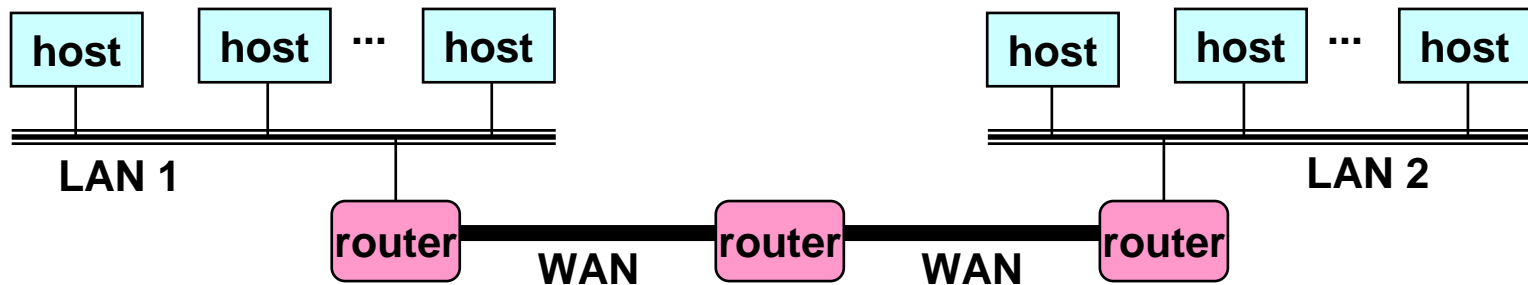 host host ... host host host ... host
LAN 1 LAN 2
router router router
WAN WAN